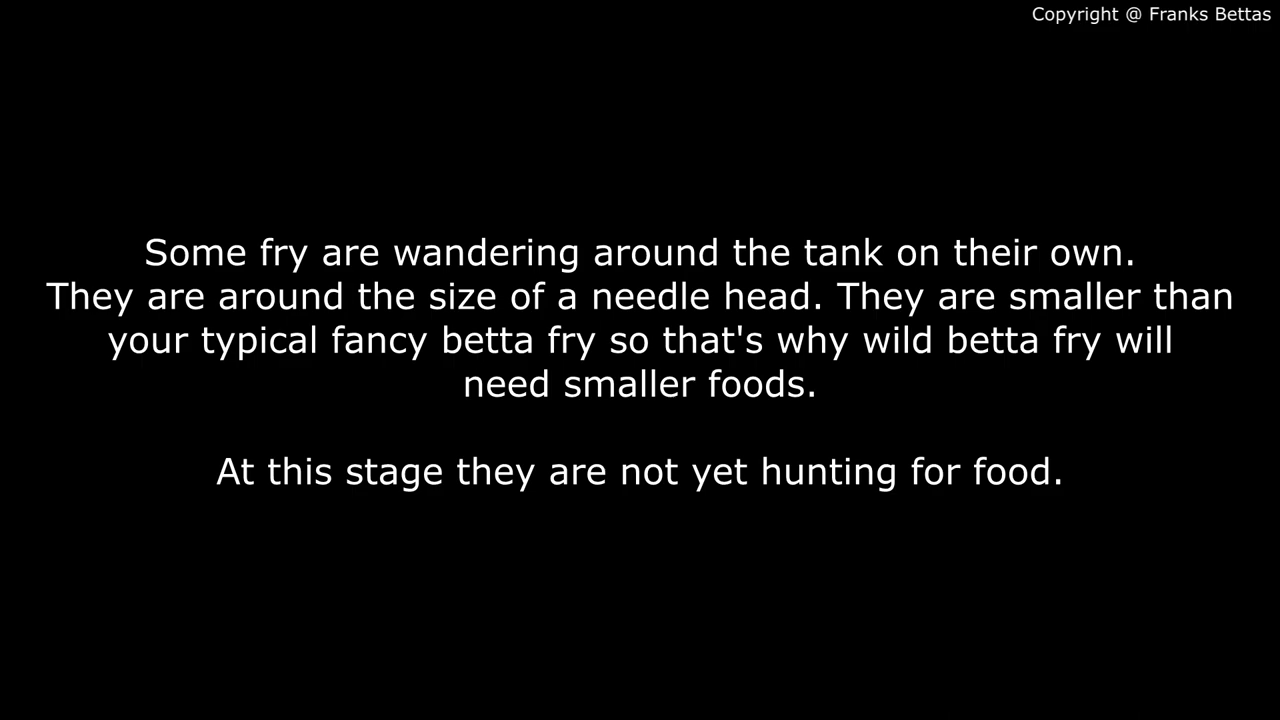 Copyright @ Franks Bettas
Some fry are wandering around the tank on their own.
They are around the size of a needle head. They are smaller than
your typical fancy betta fry so that's why wild betta fry will
need smaller foods.
At this stage they are not yet hunting for food.